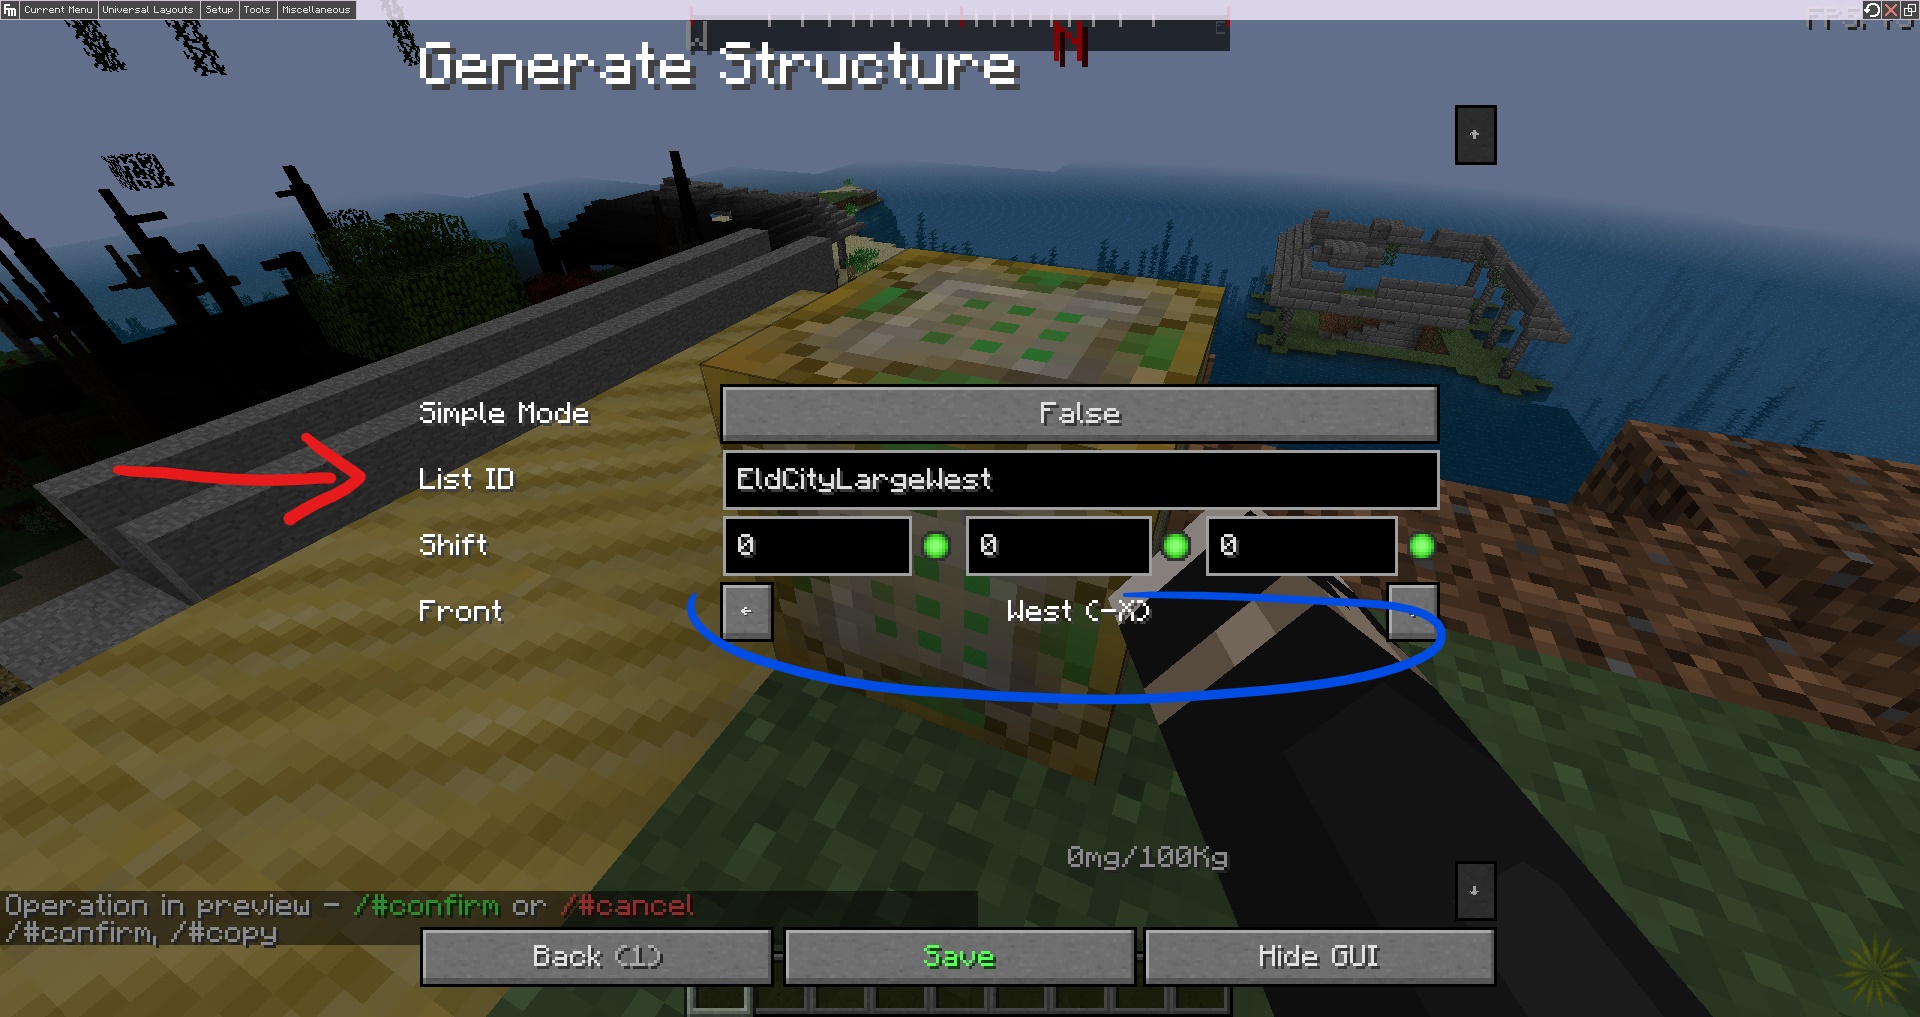 Current Menu Universal Layouts Setup Tools Miscellaneous
W N E
Generate Structure
Simple Mode False
List ID EldCityLargeWest
Shift 0 0 0
Front West (-X)
0mg/100Kg
Operation in preview - /#confirm or /#cancel
/#confirm, /#copy
Back (1) Save Hide GUI